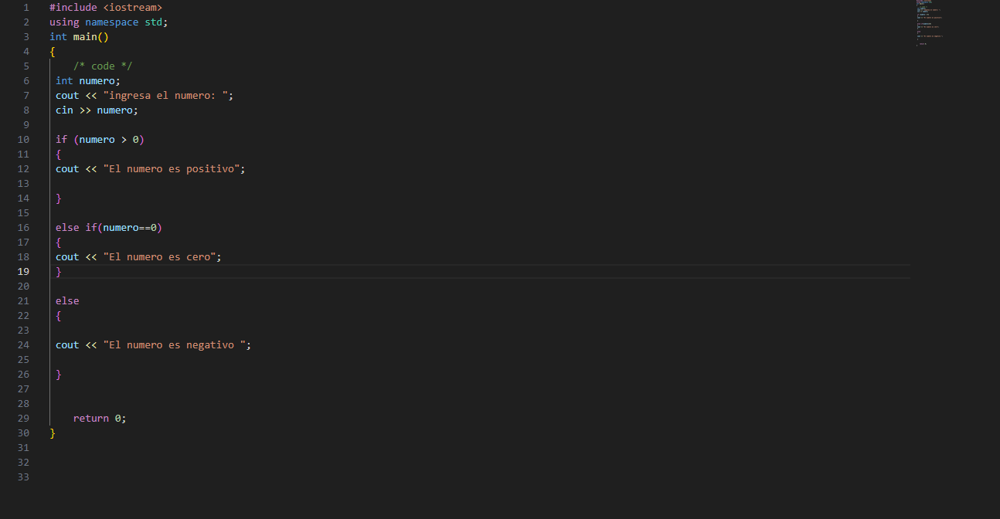 1 #include <iostream>
2 using namespace std;
3 int main()
4 {
5 /* code */
6 int numero;
7 cout << "ingresa el numero: ";
8 cin >> numero;
9
10 if (numero > 0)
11 {
12 cout << "El numero es positivo";
13
14 }
15
16 else if(numero==0)
17 {
18 cout << "El numero es cero";
19 }
20
21 else
22 {
23
24 cout << "El numero es negativo ";
25
26 }
27
28
29 return 0;
30 }
31
32
33